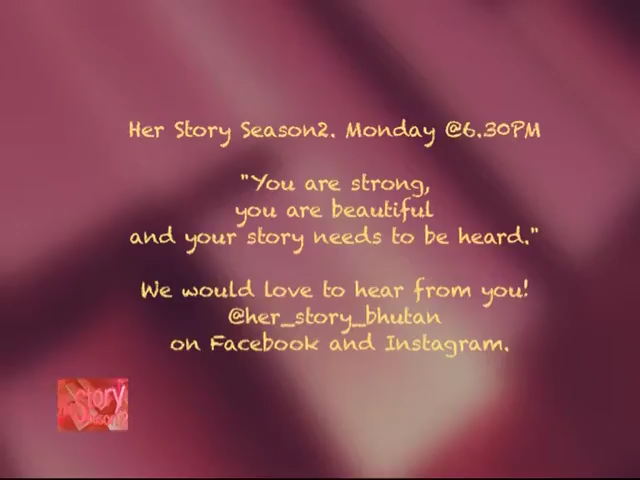 Her Story Season2. Monday @6.30PM
"You are strong,
you are beautiful
and your story needs to be heard."
We would love to hear from you!
@her_story_bhutan
on Facebook and Instagram.
Story